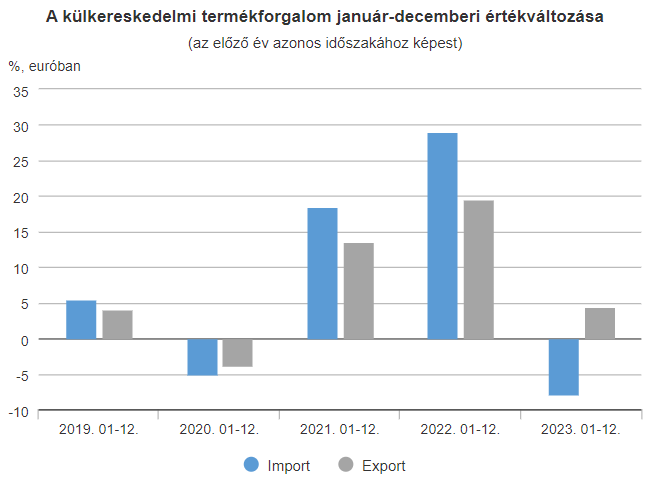 A külkereskedelmi termékforgalom január-decemberi értékváltozása
(az előző év azonos időszakához képest)
%, euróban
35
30
25
20
15
10
5
0
-5
-10
2019. 01-12. 2020. 01-12. 2021. 01-12. 2022. 01-12. 2023. 01-12.
Import Export